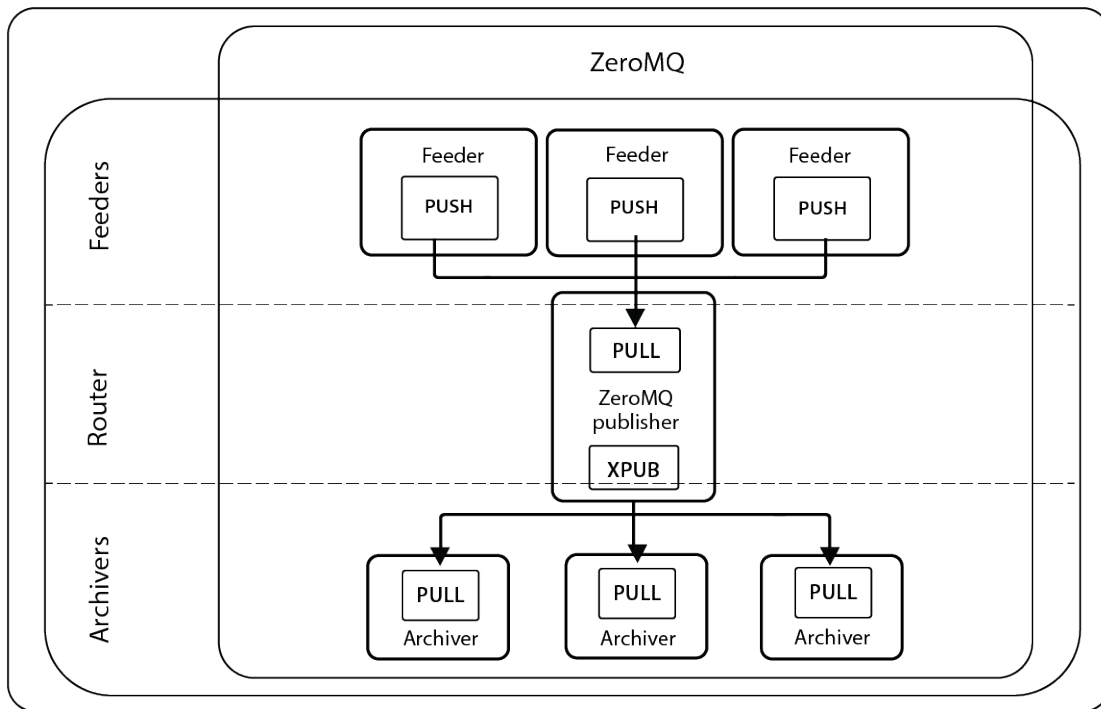 ZeroMQ
Feeders
Feeder
Feeder
Feeder
PUSH
PUSH
PUSH
Router
PULL
ZeroMQ
publisher
XPUB
Archivers
PULL
PULL
PULL
Archiver
Archiver
Archiver